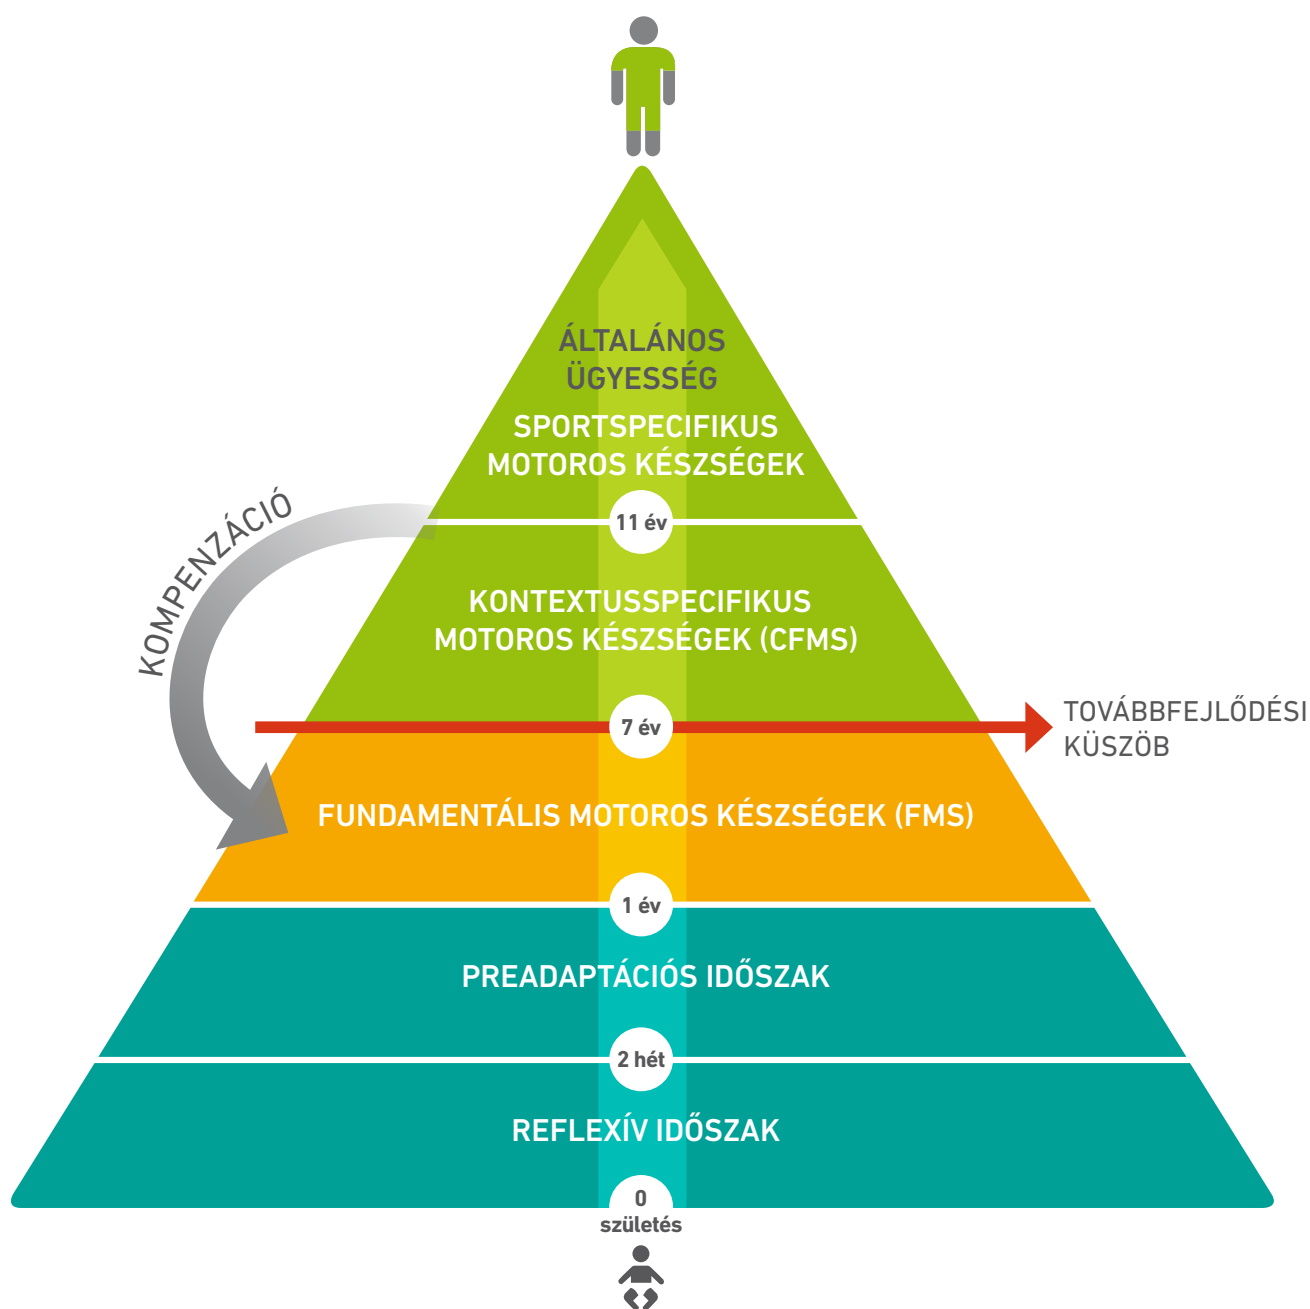 ÁLTALÁNOS
ÜGYESSÉG
SPORTSPECIFIKUS
MOTOROS KÉSZSÉGEK
11 év
KOMPENZÁCIÓ
KONTEXTUSSPECIFIKUS
MOTOROS KÉSZSÉGEK (CFMS)
7 év
TOVÁBBFEJLŐDÉSI
KÜSZÖB
FUNDAMENTÁLIS MOTOROS KÉSZSÉGEK (FMS)
1 év
PREADAPTÁCIÓS IDŐSZAK
2 hét
REFLEXÍV IDŐSZAK
0
születés